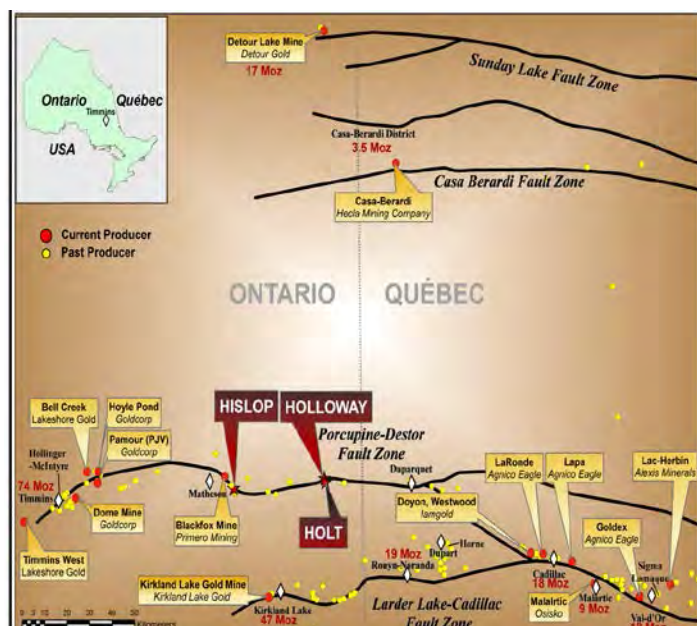 Detour Lake Mine
Detour Gold
17 Moz
Sunday Lake Fault Zone
Ontario
Québec
Timmins
USA
Casa-Berardi District
3.5 Moz
Casa Berardi Fault Zone
Casa-Berardi
Hecla Mining Company
Current Producer
Past Producer
ONTARIO
QUÉBEC
Bell Creek
Lakeshore Gold
Hoyle Pond
Goldcorp
Pamour (PJV)
Goldcorp
HISLOP
HOLLOWAY
Porcupine-Destor
Fault Zone
Hollinger
-McIntyre
74 Moz
Timmins
Matheson
Duparquet
LaRonde
Agnico Eagle
Lapa
Agnico Eagle
Lac-Herbin
Alexis Minerals
Dome Mine
Goldcorp
Blackfox Mine
Primero Mining
HOLT
Doyon, Westwood
Iamgold
Goldex
Agnico Eagle
Timmins West
Lakeshore Gold
Horne
Dupart
19 Moz
Rouyn-Noranda
Cadillac
18 Moz
Sigma
Lamaque
Kirkland Lake Gold Mine
Kirkland Lake Gold
Kirkland Lake
47 Moz
Larder Lake-Cadillac
Fault Zone
Malartic
Osisko
Malartic
9 Moz
Val-d'Or
Kilometers